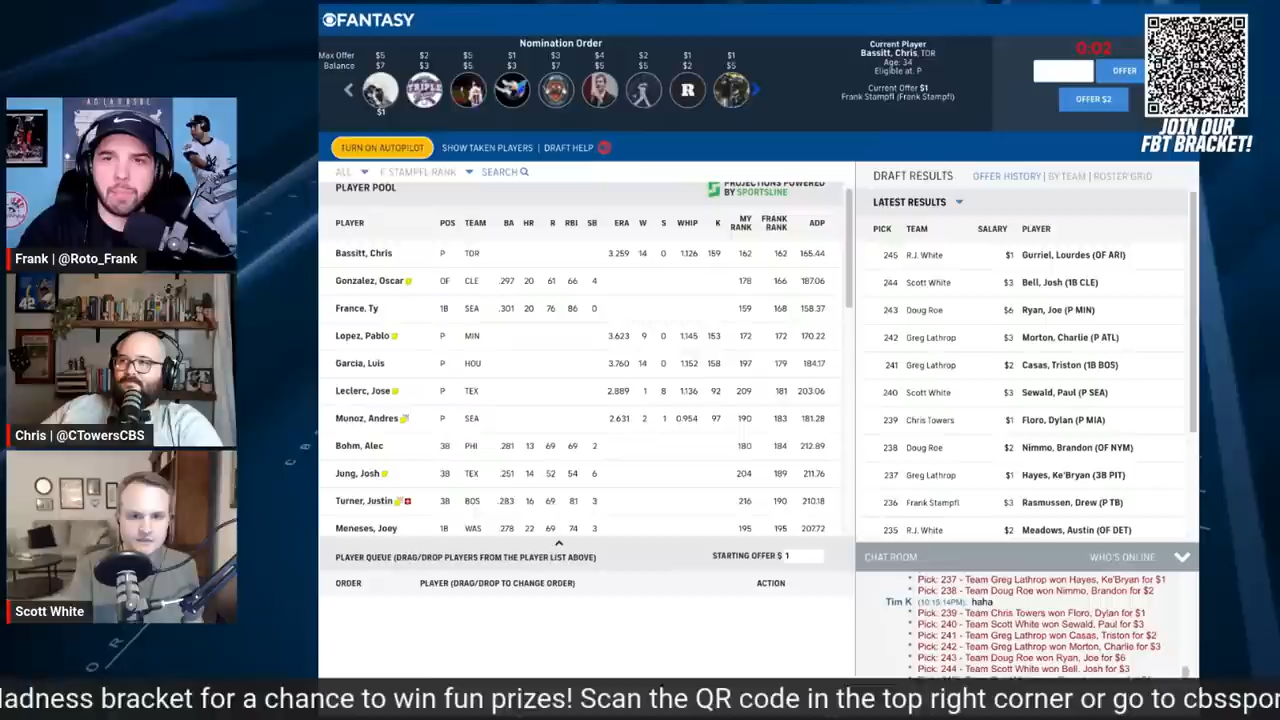 FANTASY
Nomination Order
Max Offer $5 $2 $5 $1 $3 $4 $2 $1 $1
Balance $7 $3 $5 $3 $7 $5 $5 $2 $5
TRIPLE
R
$1
Current Player
Bassitt, Chris, TOR
Age: 34
Eligible at: P
Current Offer $1
Frank Stampfl (Frank Stampfl)
0:02
OFFER
OFFER $2
JOIN OUR
FBT BRACKET!
TURN ON AUTOPILOT
SHOW TAKEN PLAYERS | DRAFT HELP
ALL
F STAMPFL RANK
SEARCH
PLAYER POOL
PROJECTIONS POWERED
BY SPORTSLINE
PLAYER POS TEAM BA HR R RBI SB ERA W S WHIP K MY RANK FRANK RANK ADP
Bassitt, Chris P TOR 3.259 14 0 1.126 159 162 162 165.44
Gonzalez, Oscar OF CLE .297 20 61 66 4 178 166 187.06
France, Ty 1B SEA .301 20 76 86 0 159 168 158.37
Lopez, Pablo P MIN 3.623 9 0 1.145 153 172 172 170.22
Garcia, Luis P HOU 3.760 14 0 1.152 158 197 179 184.17
Leclerc, Jose P TEX 2.889 1 8 1.136 92 209 181 203.06
Munoz, Andres P SEA 2.631 2 1 0.954 97 190 183 181.28
Bohm, Alec 3B PHI .281 13 69 69 2 180 184 212.89
Jung, Josh 3B TEX .251 14 52 54 6 204 189 211.76
Turner, Justin 3B BOS .283 16 69 81 3 216 190 210.18
Meneses, Joey 1B WAS .278 22 69 74 3 195 195 207.72
PLAYER QUEUE (DRAG/DROP PLAYERS FROM THE PLAYER LIST ABOVE)
STARTING OFFER $ 1
ORDER PLAYER (DRAG/DROP TO CHANGE ORDER) ACTION
DRAFT RESULTS
OFFER HISTORY | BY TEAM | ROSTER GRID
LATEST RESULTS
PICK TEAM SALARY PLAYER
245 R.J. White $1 Gurriel, Lourdes (OF ARI)
244 Scott White $3 Bell, Josh (1B CLE)
243 Doug Roe $6 Ryan, Joe (P MIN)
242 Greg Lathrop $3 Morton, Charlie (P ATL)
241 Greg Lathrop $2 Casas, Triston (1B BOS)
240 Scott White $3 Sewald, Paul (P SEA)
239 Chris Towers $1 Floro, Dylan (P MIA)
238 Doug Roe $2 Nimmo, Brandon (OF NYM)
237 Greg Lathrop $1 Hayes, Ke'Bryan (3B PIT)
236 Frank Stampfl $3 Rasmussen, Drew (P TB)
235 R.J. White $2 Meadows, Austin (OF DET)
CHAT ROOM
WHO'S ONLINE
* Pick: 237 - Team Greg Lathrop won Hayes, Ke'Bryan for $1
* Pick: 238 - Team Doug Roe won Nimmo, Brandon for $2
Tim K (10:15:14PM), haha
* Pick: 239 - Team Chris Towers won Floro, Dylan for $1
* Pick: 240 - Team Scott White won Sewald, Paul for $3
* Pick: 241 - Team Greg Lathrop won Casas, Triston for $2
* Pick: 242 - Team Greg Lathrop won Morton, Charlie for $3
* Pick: 243 - Team Doug Roe won Ryan, Joe for $6
* Pick: 244 - Team Scott White won Bell, Josh for $3
Frank | @Roto_Frank
42
Chris | @CTowersCBS
Scott White
Madness bracket for a chance to win fun prizes! Scan the QR code in the top right corner or go to cbsspor